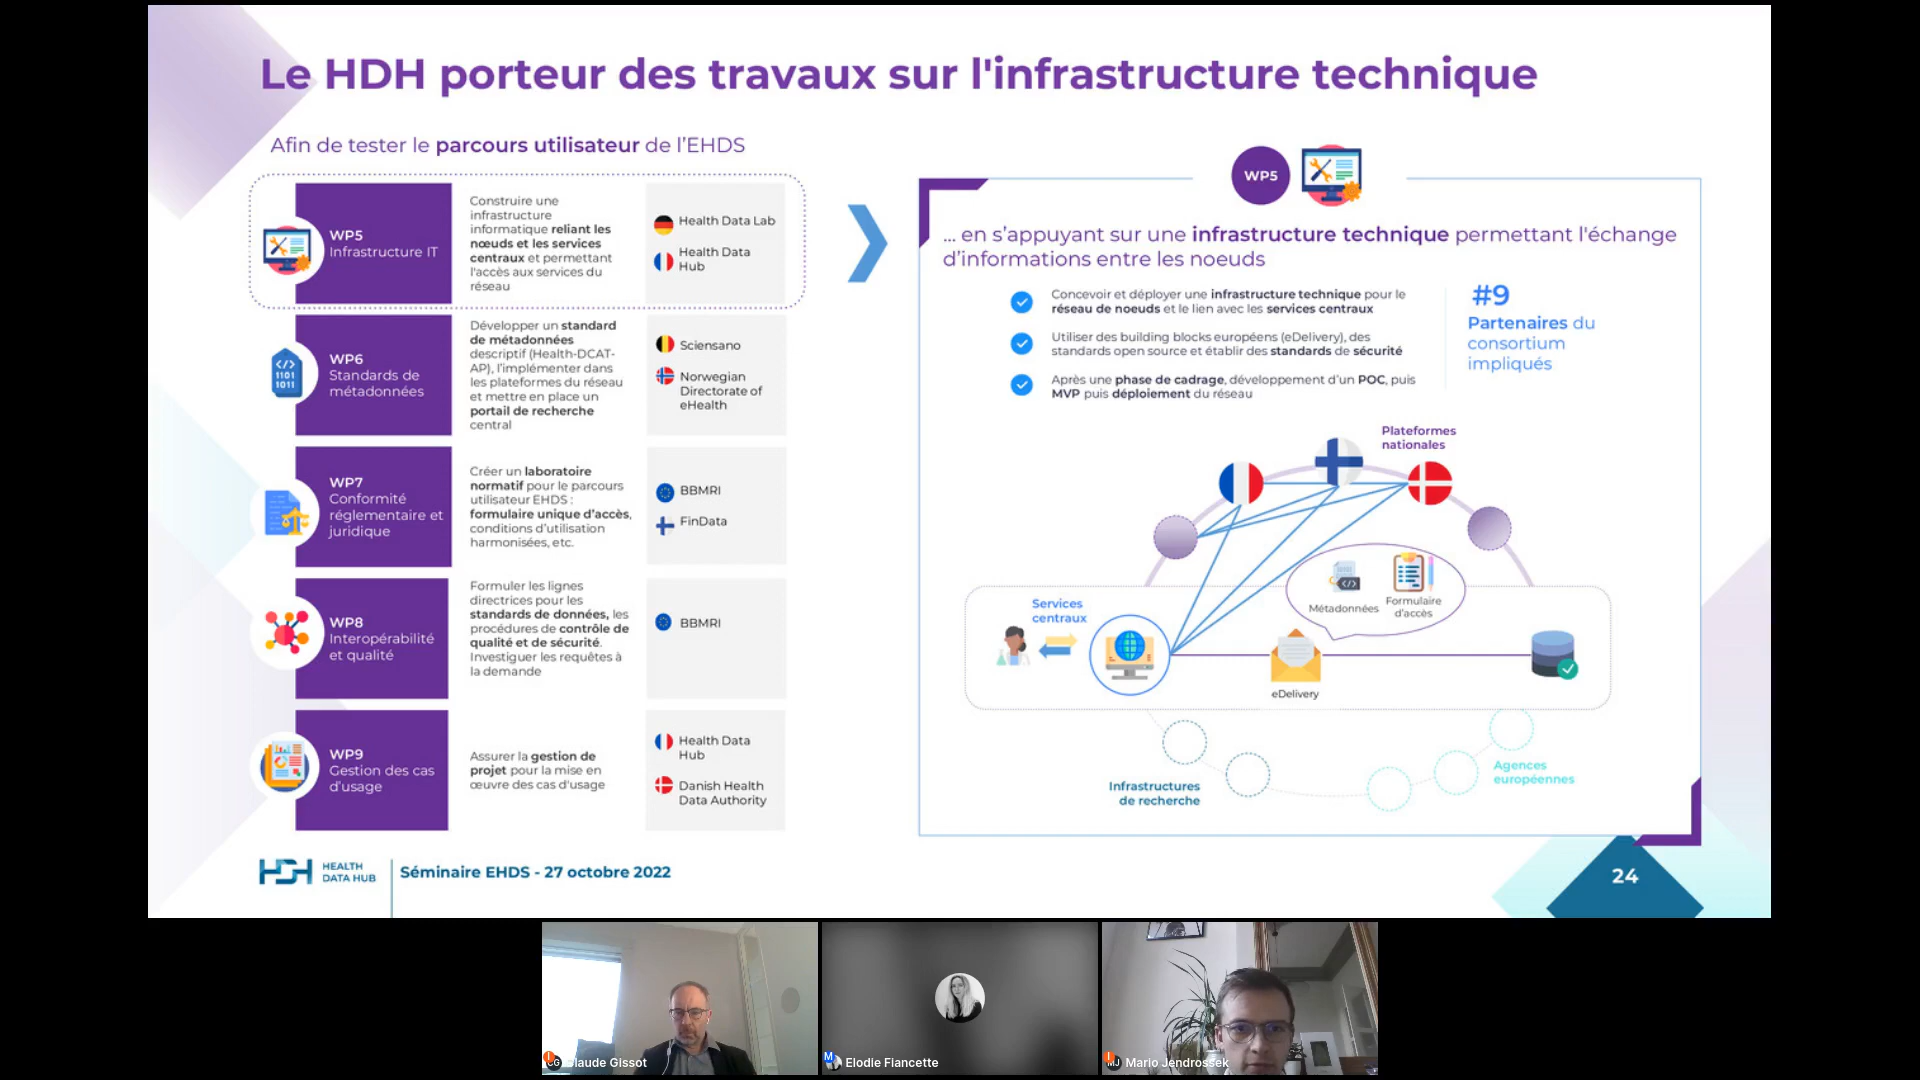 Le HDH porteur des travaux sur l'infrastructure technique
Afin de tester le parcours utilisateur de l'EHDS
WP5
Infrastructure IT
Construire une
infrastructure
informatique reliant les
nœuds et les services
centraux et permettant
l'accès aux services du
réseau
Health Data Lab
Health Data
Hub
WP6
Standards de
métadonnées
Développer un standard
de métadonnées
descriptif (Health-DCAT-
AP), l'implémenter dans
les plateformes du réseau
et mettre en place un
portail de recherche
central
Sciensano
Norwegian
Directorate of
eHealth
WP7
Conformité
réglementaire et
juridique
Créer un laboratoire
normatif pour le parcours
utilisateur EHDS :
formulaire unique d'accès,
conditions d'utilisation
harmonisées, etc.
BBMRI
FinData
WP8
Interopérabilité
et qualité
Formuler les lignes
directrices pour les
standards de données, les
procédures de contrôle de
qualité et de sécurité.
Investiguer les requêtes à
la demande
BBMRI
WP9
Gestion des cas
d'usage
Assurer la gestion de
projet pour la mise en
œuvre des cas d'usage
Health Data
Hub
Danish Health
Data Authority
WP5
... en s'appuyant sur une infrastructure technique permettant l'échange
d'informations entre les noeuds
Concevoir et déployer une infrastructure technique pour le
réseau de noeuds et le lien avec les services centraux
Utiliser des building blocks européens (eDelivery), des
standards open source et établir des standards de sécurité
Après une phase de cadrage, développement d'un POC, puis
MVP puis déploiement du réseau
#9
Partenaires du
consortium
impliqués
Plateformes
nationales
Services
centraux
Métadonnées
Formulaire
d'accès
eDelivery
Infrastructures
de recherche
Agences
européennes
HEALTH
DATA HUB
Séminaire EHDS - 27 octobre 2022
24
Claude Gissot
Elodie Fiancette
Mario Jendrossek